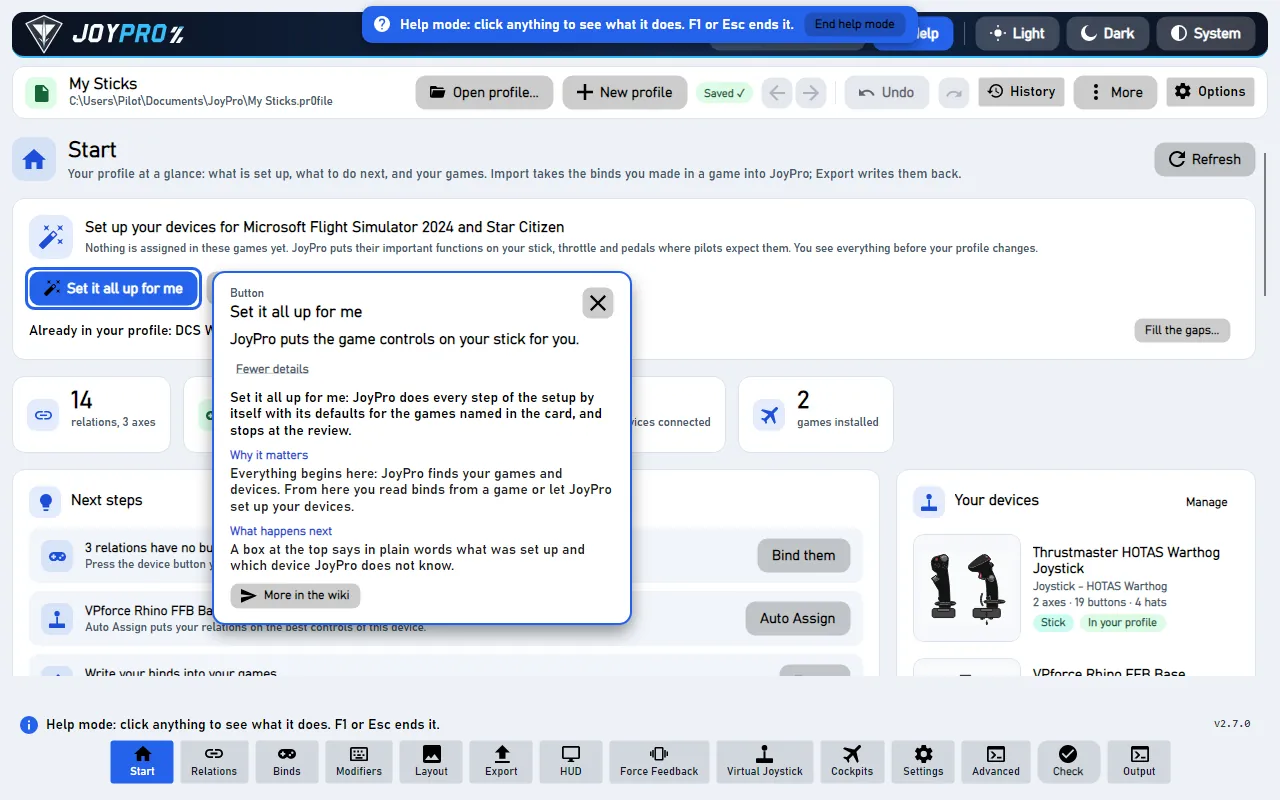 JOYPRO
Help mode: click anything to see what it does. F1 or Esc ends it.
End help mode
elp
Light
Dark
System
My Sticks
C:\Users\Pilot\Documents\JoyPro\My Sticks.pr0file
Open profile...
New profile
Saved ✓
Undo
History
More
Options
Start
Your profile at a glance: what is set up, what to do next, and your games. Import takes the binds you made in a game into JoyPro; Export writes them back.
Refresh
Set up your devices for Microsoft Flight Simulator 2024 and Star Citizen
Nothing is assigned in these games yet. JoyPro puts their important functions on your stick, throttle and pedals where pilots expect them. You see everything before your profile changes.
Set it all up for me
Already in your profile: DCS W
Fill the gaps...
Button
Set it all up for me
JoyPro puts the game controls on your stick for you.
Fewer details
Set it all up for me: JoyPro does every step of the setup by
itself with its defaults for the games named in the card, and
stops at the review.
Why it matters
Everything begins here: JoyPro finds your games and
devices. From here you read binds from a game or let JoyPro
set up your devices.
What happens next
A box at the top says in plain words what was set up and
which device JoyPro does not know.
More in the wiki
14
relations, 3 axes
ices connected
2
games installed
Next steps
3 relations have no bu
Press the device button y
Bind them
VPforce Rhino FFB Ba
Auto Assign puts your relations on the best controls of this device.
Auto Assign
Write your binds into your games
Your devices
Manage
Thrustmaster HOTAS Warthog
Joystick
Joystick - HOTAS Warthog
2 axes · 19 buttons · 4 hats
Stick
In your profile
VPforce Rhino FFB Base
Help mode: click anything to see what it does. F1 or Esc ends it.
v2.7.0
Start
Relations
Binds
Modifiers
Layout
Export
HUD
Force Feedback
Virtual Joystick
Cockpits
Settings
Advanced
Check
Output